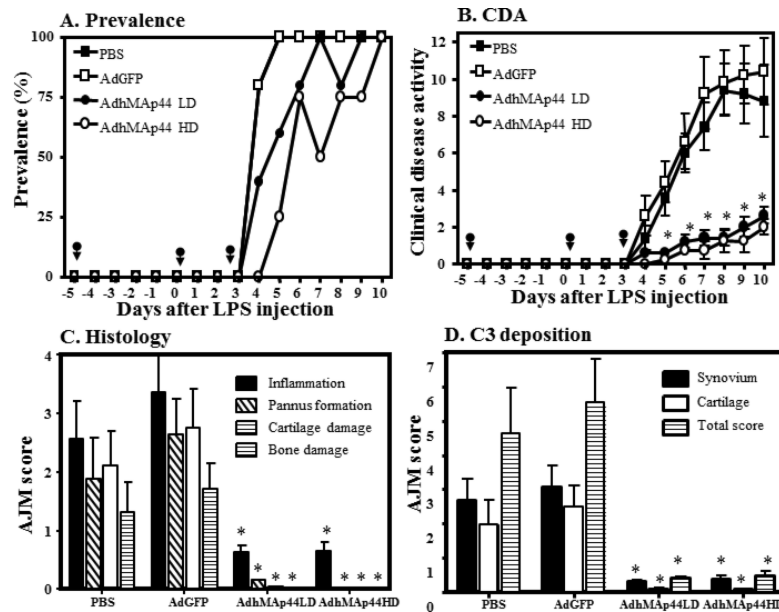 A. Prevalence
100
75
50
25
0
Prevalence (%)
PBS
AdGFP
AdhMAp44 LD
AdhMAp44 HD
-5 -4 -3 -2 -1 0 1 2 3 4 5 6 7 8 9 10
Days after LPS injection
B. CDA
12
10
8
6
4
2
0
Clinical disease activity
PBS
AdGFP
AdhMAp44 LD
AdhMAp44 HD
* * * * * *
-5 -4 -3 -2 -1 0 1 2 3 4 5 6 7 8 9 10
Days after LPS injection
C. Histology
4
3
2
1
0
AJM score
Inflammation
Pannus formation
Cartilage damage
Bone damage
* * * *
* * * *
PBS AdGFP AdhMAp44LD AdhMAp44HD
D. C3 deposition
7
6
5
4
3
2
1
0
AJM score
Synovium
Cartilage
Total score
* * *
* * *
PBS AdGFP AdhMAp44LD AdhMAp44HD